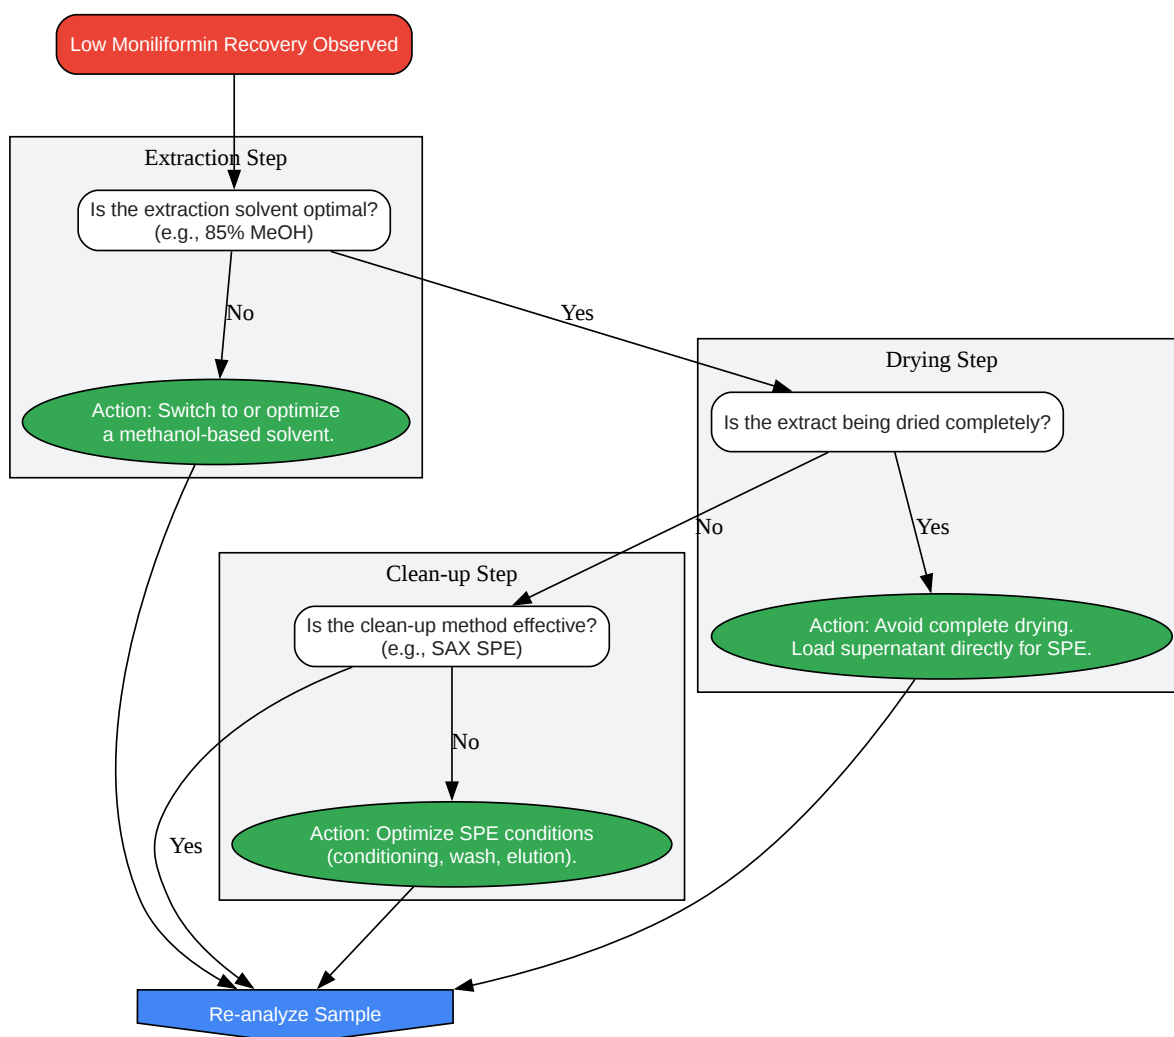 Low Moniliformin Recovery Observed
Extraction Step
Is the extraction solvent optimal?
(e.g., 85% MeOH)
No
Yes
Action: Switch to or optimize
a methanol-based solvent.
Drying Step
Is the extract being dried completely?
No
Yes
Action: Avoid complete drying.
Load supernatant directly for SPE.
Clean-up Step
Is the clean-up method effective?
(e.g., SAX SPE)
No
Yes
Action: Optimize SPE conditions
(conditioning, wash, elution).
Re-analyze Sample